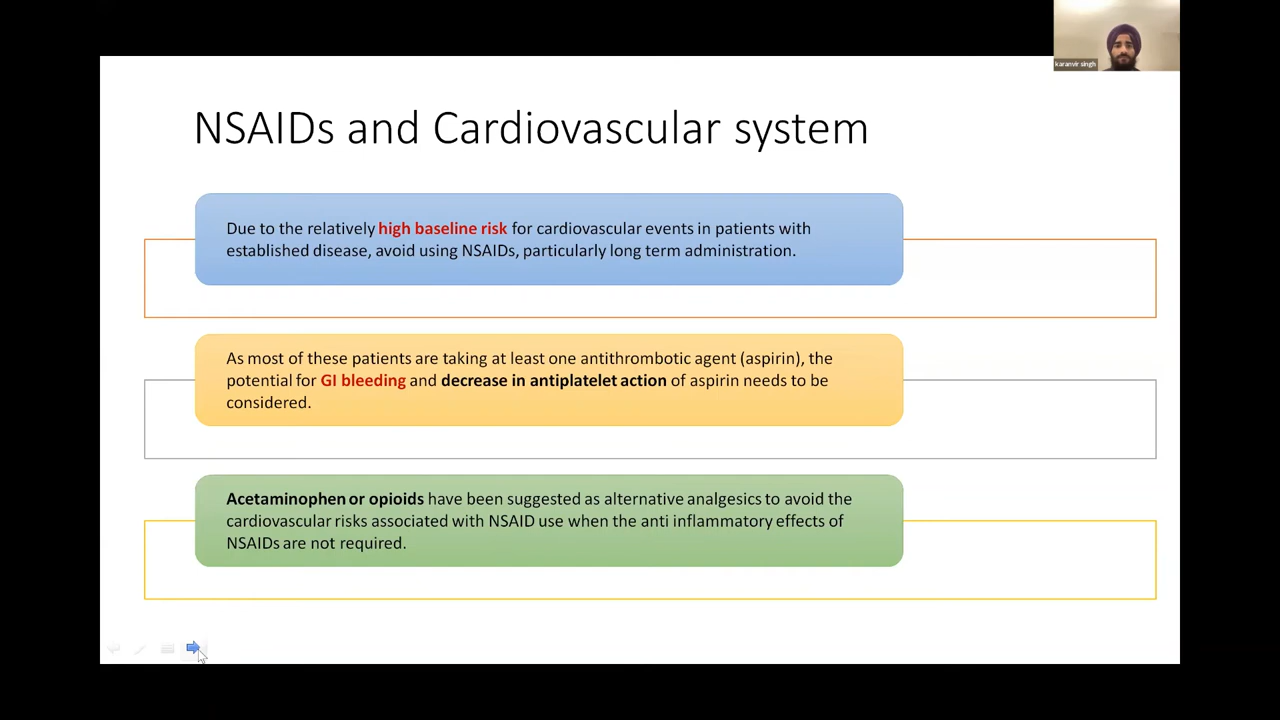 karanvir singh
NSAIDs and Cardiovascular system
Due to the relatively high baseline risk for cardiovascular events in patients with
established disease, avoid using NSAIDs, particularly long term administration.
As most of these patients are taking at least one antithrombotic agent (aspirin), the
potential for GI bleeding and decrease in antiplatelet action of aspirin needs to be
considered.
Acetaminophen or opioids have been suggested as alternative analgesics to avoid the
cardiovascular risks associated with NSAID use when the anti inflammatory effects of
NSAIDs are not required.